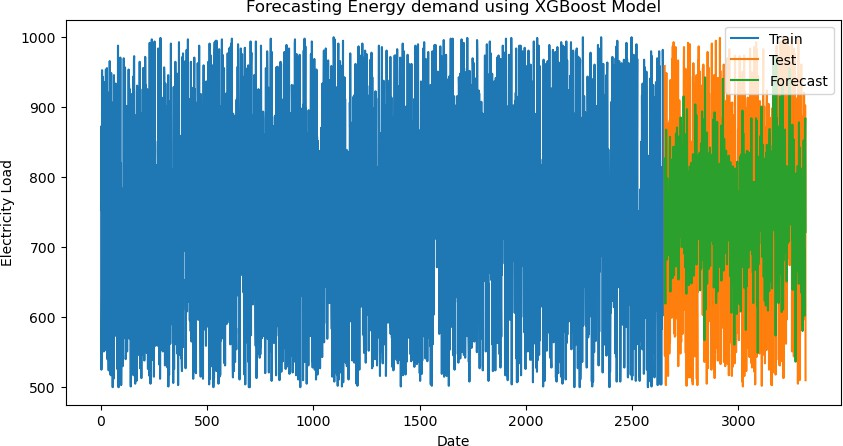 Forecasting Energy demand using XGBoost Model
Electricity Load
1000
900
800
700
600
500
Train
Test
Forecast
0 500 1000 1500 2000 2500 3000
Date